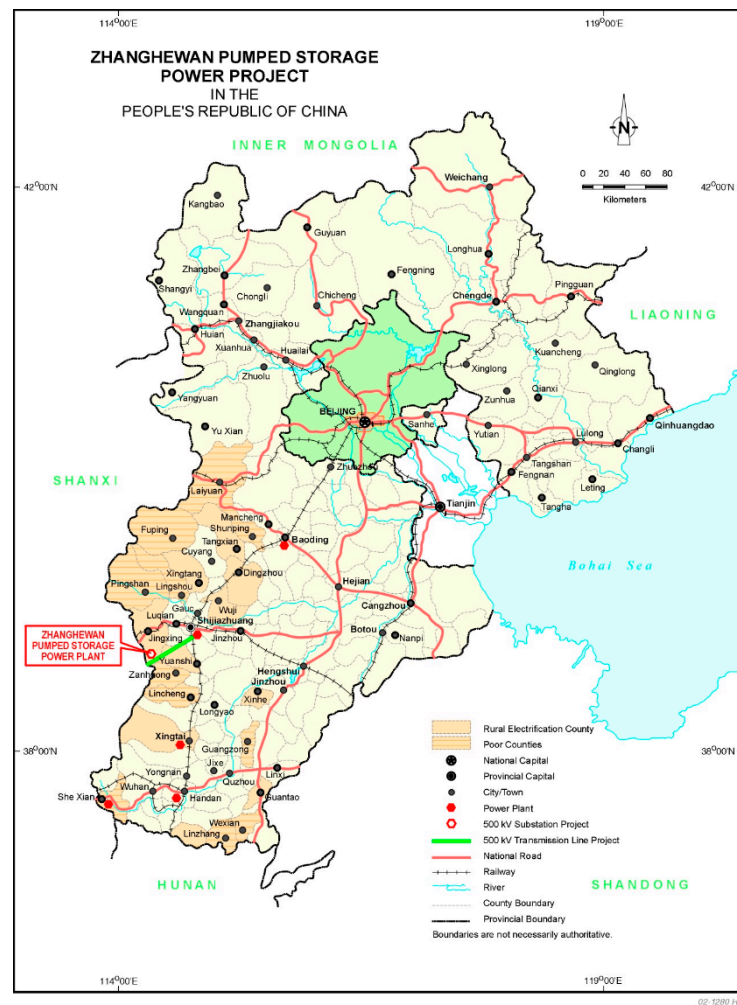 114°00'E
119°00'E
ZHANGHEWAN PUMPED STORAGE
POWER PROJECT
IN THE
PEOPLE'S REPUBLIC OF CHINA
N
0 20 40 60 80
Kilometers
INNER MONGOLIA
42°00'N
42°00'N
Weichang
Kangbao
Guyuan
Longhua
Zhangbei
Fengning
Shangyi
Chongli
Chicheng
Pingguan
Chengde
Wangquan
Zhangjiakou
LIAONING
Huian
Xuanhua
Huailai
Kuancheng
Zhuolu
Xinglong
Qinglong
Yangyuan
Zunhua
Qianxi
BEIJING
Sanhe
Yu Xian
Yutian
Lulong
Qinhuangdao
Changli
Zhuozhou
Tangshan
Fengnan
SHANXI
Laiyuan
Leting
Tangha
Tianjin
Mancheng
Fuping
Shunping
Tangxian
Baoding
Cuyang
Bohai Sea
Xingtang
Dingzhou
Pingshan
Lingshou
Hejian
Wuji
Cangzhou
Gauc
Luqian
Shijiazhuang
ZHANGHEWAN
PUMPED STORAGE
POWER PLANT
Jingxing
Jinzhou
Botou
Nanpi
Yuanshi
Hengshui
Jinzhou
Lincheng
Xinhe
Longyao
Xingtai
Guangzong
38°00'N
38°00'N
Yongnan
Jixe
Linxi
Wuhan
Quzhou
She Xian
Handan
Guantao
Wexian
Linzhang
HUNAN
SHANDONG
Rural Electrification County
Poor Counties
National Capital
Provincial Capital
City/Town
Power Plant
500 kV Substation Project
500 kV Transmission Line Project
National Road
Railway
River
County Boundary
Provincial Boundary
Boundaries are not necessarily authoritative.
114°00'E
119°00'E